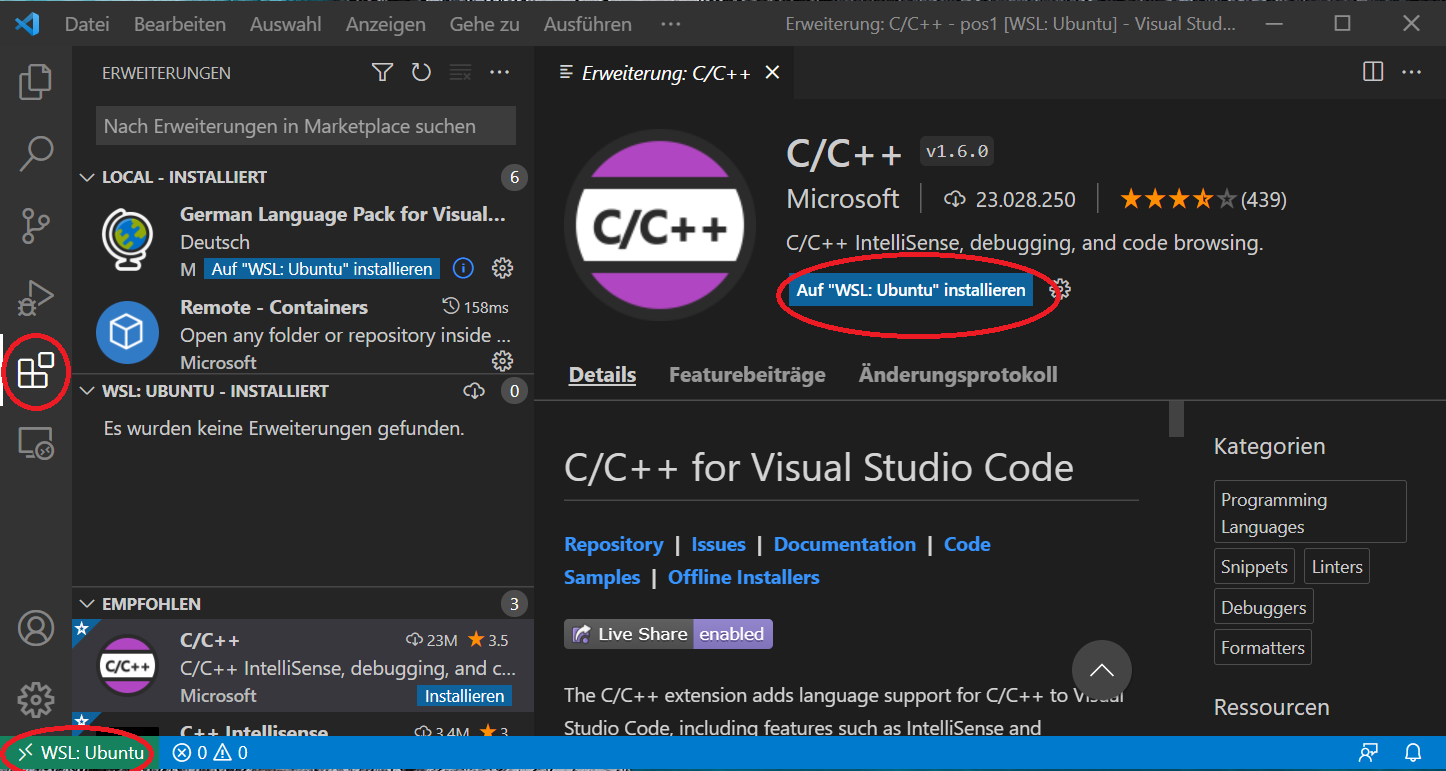 Datei Bearbeiten Auswahl Anzeigen Gehe zu Ausführen ··· Erweiterung: C/C++ - pos1 [WSL: Ubuntu] - Visual Stud...
ERWEITERUNGEN
Nach Erweiterungen in Marketplace suchen
LOCAL - INSTALLIERT 6
German Language Pack for Visual...
Deutsch
M Auf "WSL: Ubuntu" installieren
Remote - Containers 158ms
Open any folder or repository inside ...
Microsoft
WSL: UBUNTU - INSTALLIERT 0
Es wurden keine Erweiterungen gefunden.
EMPFOHLEN 3
C/C++
C/C++ 23M 3.5
C/C++ IntelliSense, debugging, and c...
Microsoft Installieren
C++ Intellisense 3.4M 3
Erweiterung: C/C++
C/C++
C/C++ v1.6.0
Microsoft 23.028.250 (439)
C/C++ IntelliSense, debugging, and code browsing.
Auf "WSL: Ubuntu" installieren
Details Featurebeiträge Änderungsprotokoll
C/C++ for Visual Studio Code
Repository | Issues | Documentation | Code
Samples | Offline Installers
Live Share enabled
The C/C++ extension adds language support for C/C++ to Visual
Studio Code, including features such as IntelliSense and
Kategorien
Programming
Languages
Snippets Linters
Debuggers
Formatters
Ressourcen
WSL: Ubuntu 0 0